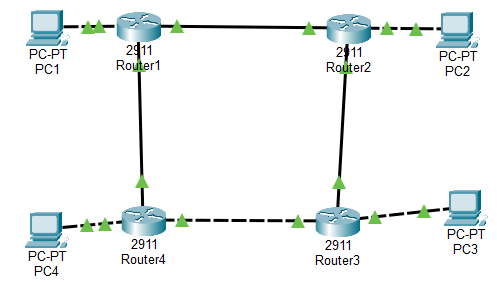 PC-PT
PC1
2911
Router1
2911
Router2
PC-PT
PC2
PC-PT
PC4
2911
Router4
2911
Router3
PC-PT
PC3